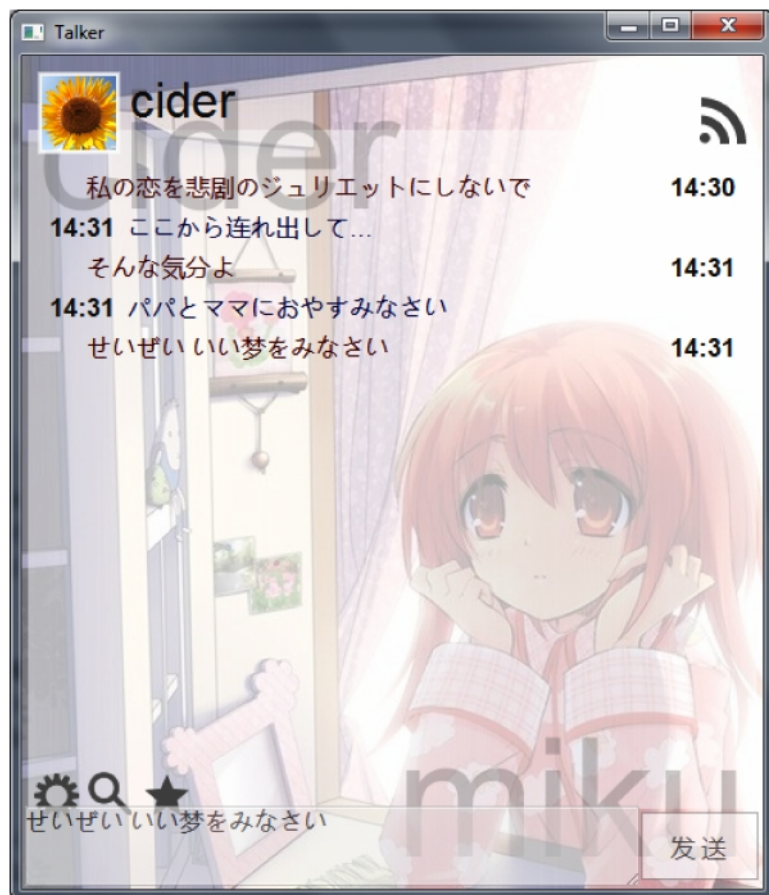 Talker
cider
cider
私の恋を悲劇のジュリエットにしないで 14:30
14:31 ここから连れ出して…
そんな気分よ 14:31
14:31 パパとママにおやすみなさい
せいぜい いい梦をみなさい 14:31
miku
せいぜい いい梦をみなさい
发送